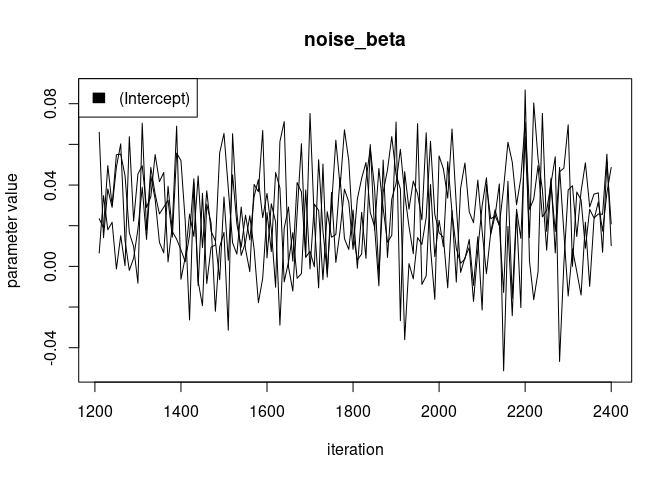 noise_beta
(Intercept)
parameter value
0.08
0.04
0.00
-0.04
1200 1400 1600 1800 2000 2200 2400
iteration